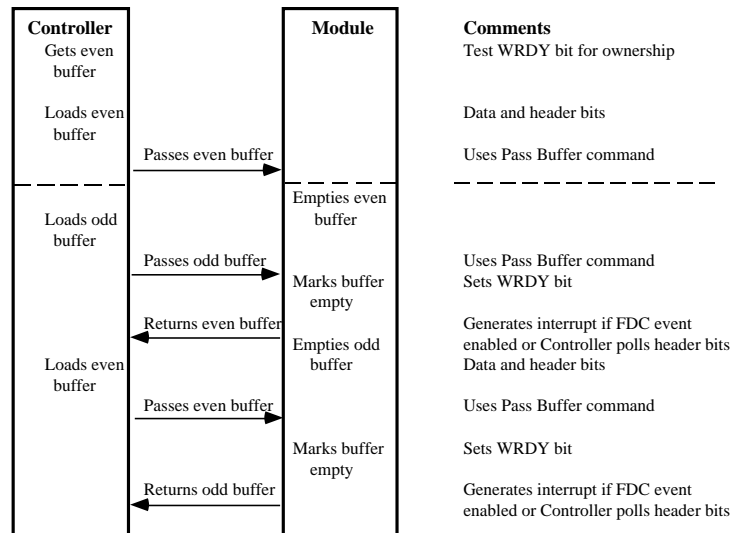 Controller Module Comments
Gets even Test WRDY bit for ownership
buffer
Loads even Data and header bits
buffer
Passes even buffer Uses Pass Buffer command
Empties even
Loads odd buffer
buffer
Passes odd buffer Uses Pass Buffer command
Marks buffer Sets WRDY bit
empty
Returns even buffer Generates interrupt if FDC event
Empties odd enabled or Controller polls header bits
Loads even buffer Data and header bits
buffer
Passes even buffer Uses Pass Buffer command
Marks buffer Sets WRDY bit
empty
Returns odd buffer Generates interrupt if FDC event
enabled or Controller polls header bits